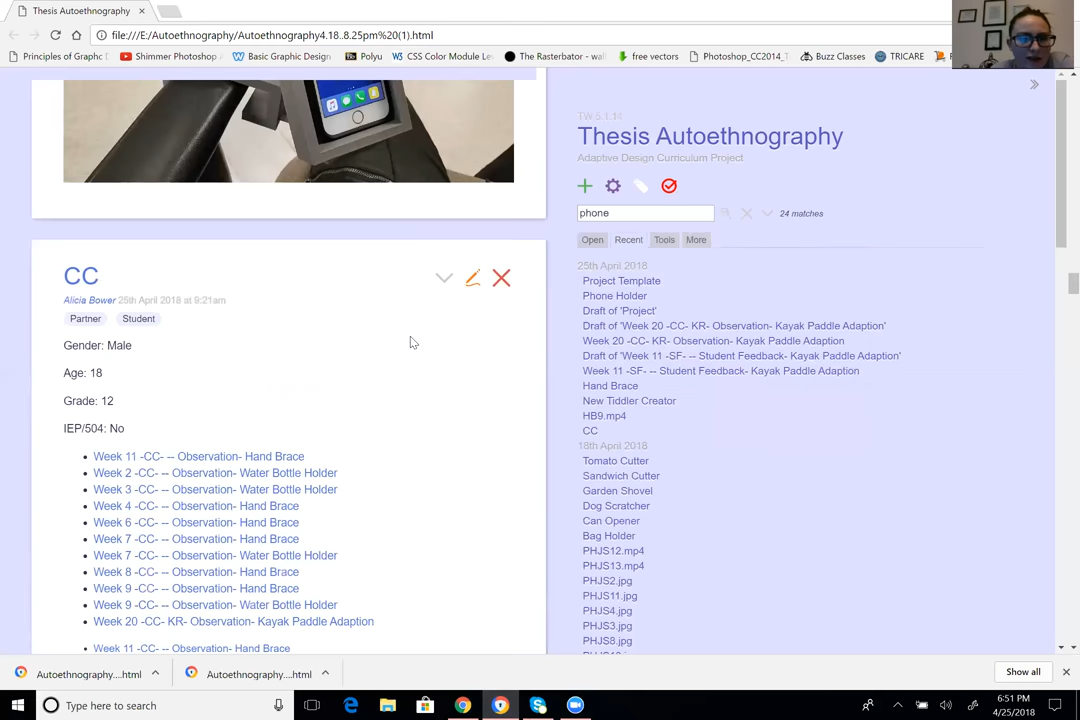 Thesis Autoethnography
file:///E:/Autoethnography/Autoethnography4.18..8.25pm%20(1).html
Principles of Graphc D
Shimmer Photoshop A
Basic Graphic Design
Polyu
CSS Color Module Lev
The Rasterbator - wall
free vectors
Photoshop_CC2014_T
Buzz Classes
TRICARE
CC
Alicia Bower 25th April 2018 at 9:21am
Partner Student
Gender: Male
Age: 18
Grade: 12
IEP/504: No
Week 11 -CC- -- Observation- Hand Brace
Week 2 -CC- -- Observation- Water Bottle Holder
Week 3 -CC- -- Observation- Water Bottle Holder
Week 4 -CC- -- Observation- Hand Brace
Week 6 -CC- -- Observation- Hand Brace
Week 7 -CC- -- Observation- Hand Brace
Week 7 -CC- -- Observation- Water Bottle Holder
Week 8 -CC- -- Observation- Hand Brace
Week 9 -CC- -- Observation- Hand Brace
Week 9 -CC- -- Observation- Water Bottle Holder
Week 20 -CC- KR- Observation- Kayak Paddle Adaption
Week 11 -CC- -- Observation- Hand Brace
TW 5.1.14
Thesis Autoethnography
Adaptive Design Curriculum Project
phone
24 matches
Open Recent Tools More
25th April 2018
Project Template
Phone Holder
Draft of 'Project'
Draft of 'Week 20 -CC- KR- Observation- Kayak Paddle Adaption'
Week 20 -CC- KR- Observation- Kayak Paddle Adaption
Draft of 'Week 11 -SF- -- Student Feedback- Kayak Paddle Adaption'
Week 11 -SF- -- Student Feedback- Kayak Paddle Adaption
Hand Brace
New Tiddler Creator
HB9.mp4
CC
18th April 2018
Tomato Cutter
Sandwich Cutter
Garden Shovel
Dog Scratcher
Can Opener
Bag Holder
PHJS12.mp4
PHJS13.mp4
PHJS2.jpg
PHJS11.jpg
PHJS4.jpg
PHJS3.jpg
PHJS8.jpg
Autoethnography....html
Autoethnography....html
Show all
Type here to search
6:51 PM
4/25/2018